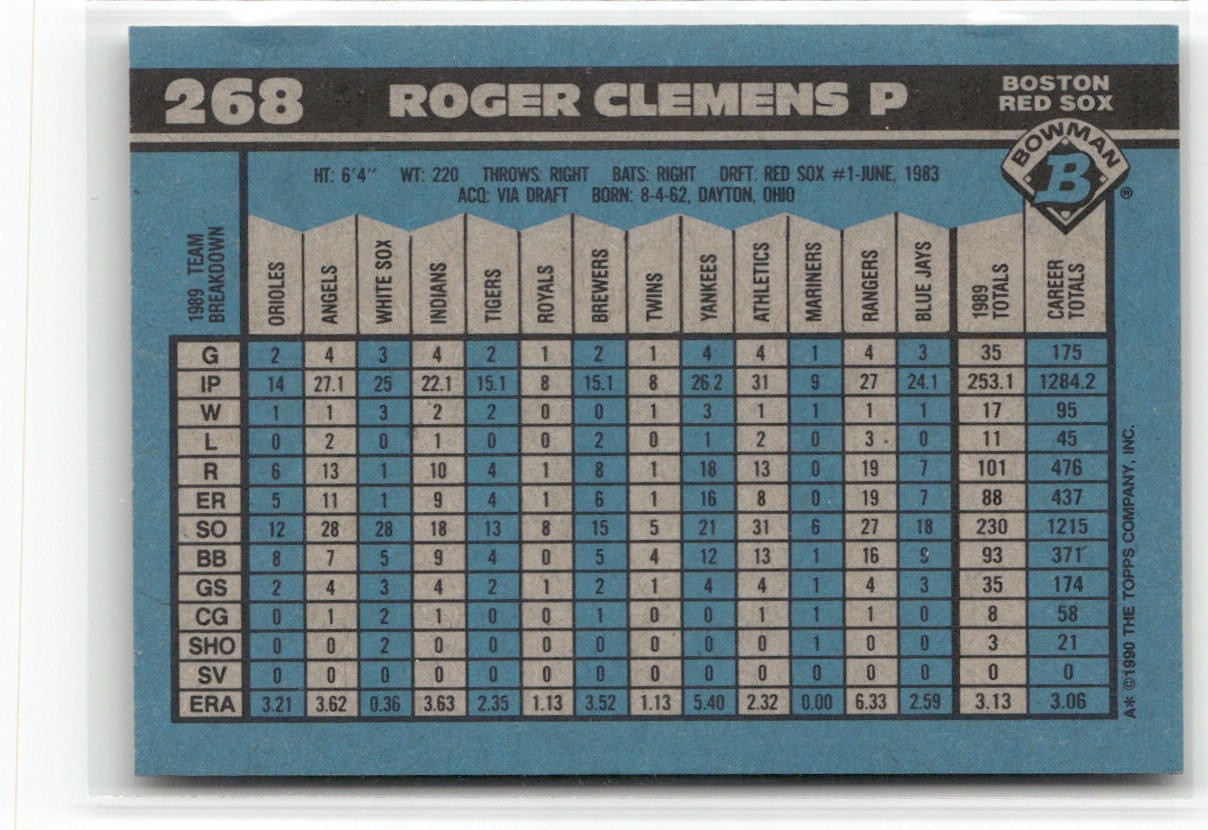 268 ROGER CLEMENS P BOSTON RED SOX
BOWMAN B ®
HT: 6'4" WT: 220 THROWS: RIGHT BATS: RIGHT DRFT: RED SOX #1-JUNE, 1983
ACQ: VIA DRAFT BORN: 8-4-62, DAYTON, OHIO
1989 TEAM BREAKDOWN ORIOLES ANGELS WHITE SOX INDIANS TIGERS ROYALS BREWERS TWINS YANKEES ATHLETICS MARINERS RANGERS BLUE JAYS 1989 TOTALS CAREER TOTALS
G 2 4 3 4 2 1 2 1 4 4 1 4 3 35 175
IP 14 27.1 25 22.1 15.1 8 15.1 8 26.2 31 9 27 24.1 253.1 1284.2
W 1 1 3 2 2 0 0 1 3 1 1 1 1 17 95
L 0 2 0 1 0 0 2 0 1 2 0 3 0 11 45
R 6 13 1 10 4 1 8 1 18 13 0 19 7 101 476
ER 5 11 1 9 4 1 6 1 16 8 0 19 7 88 437
SO 12 28 28 18 13 8 15 5 21 31 6 27 18 230 1215
BB 8 7 5 9 4 0 5 4 12 13 1 16 9 93 371
GS 2 4 3 4 2 1 2 1 4 4 1 4 3 35 174
CG 0 1 2 1 0 0 1 0 0 1 1 1 0 8 58
SHO 0 0 2 0 0 0 0 0 0 0 1 0 0 3 21
SV 0 0 0 0 0 0 0 0 0 0 0 0 0 0 0
ERA 3.21 3.62 0.36 3.63 2.35 1.13 3.52 1.13 5.40 2.32 0.00 6.33 2.59 3.13 3.06
A* ©1990 THE TOPPS COMPANY, INC.